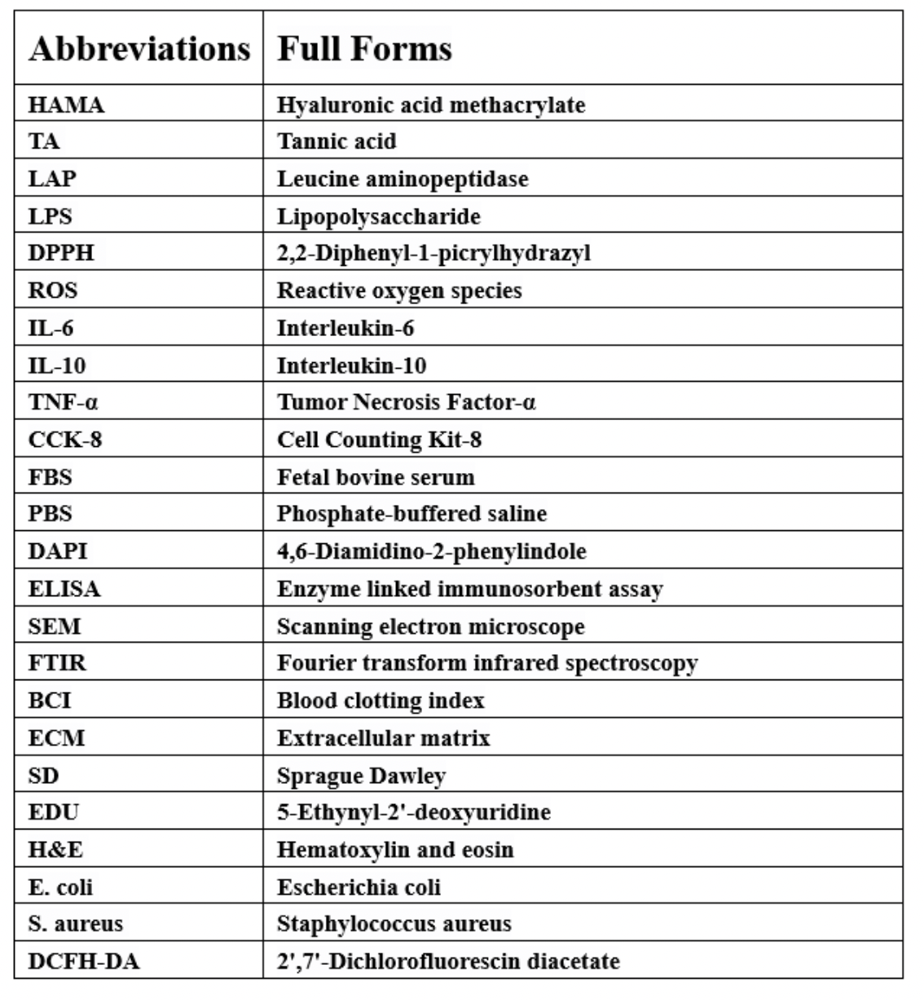 Abbreviations Full Forms
HAMA Hyaluronic acid methacrylate
TA Tannic acid
LAP Leucine aminopeptidase
LPS Lipopolysaccharide
DPPH 2,2-Diphenyl-1-picrylhydrazyl
ROS Reactive oxygen species
IL-6 Interleukin-6
IL-10 Interleukin-10
TNF-α Tumor Necrosis Factor-α
CCK-8 Cell Counting Kit-8
FBS Fetal bovine serum
PBS Phosphate-buffered saline
DAPI 4,6-Diamidino-2-phenylindole
ELISA Enzyme linked immunosorbent assay
SEM Scanning electron microscope
FTIR Fourier transform infrared spectroscopy
BCI Blood clotting index
ECM Extracellular matrix
SD Sprague Dawley
EDU 5-Ethynyl-2'-deoxyuridine
H&E Hematoxylin and eosin
E. coli Escherichia coli
S. aureus Staphylococcus aureus
DCFH-DA 2',7'-Dichlorofluorescin diacetate